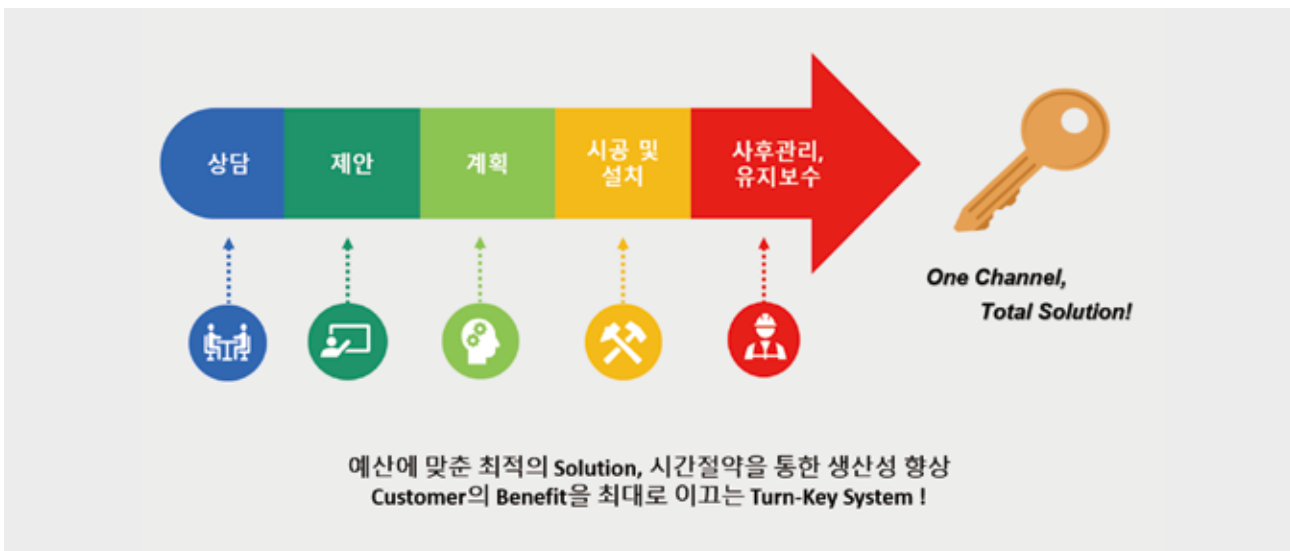 상담
제안
계획
시공 및
설치
사후관리,
유지보수
One Channel,
Total Solution!
예산에 맞춘 최적의 Solution, 시간절약을 통한 생산성 향상
Customer의 Benefit을 최대로 이끄는 Turn-Key System !